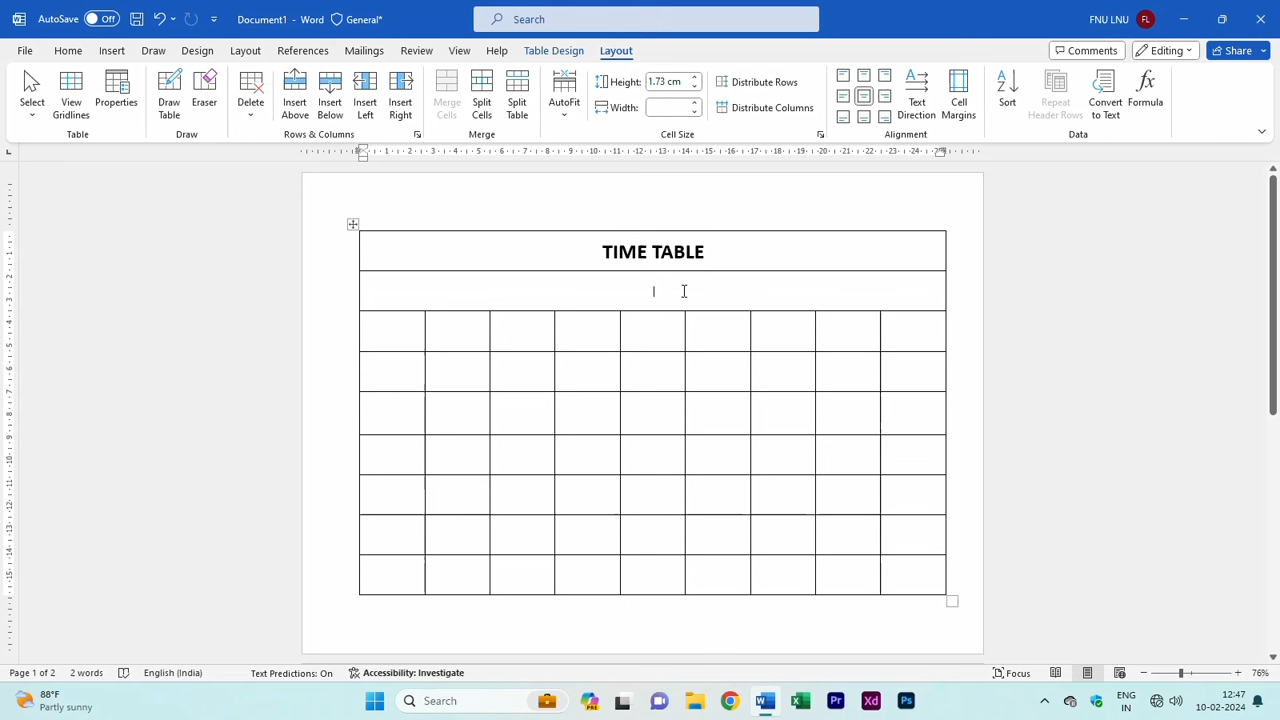 AutoSave Off Document1 - Word General* Search FNU LNU FL
File Home Insert Draw Design Layout References Mailings Review View Help Table Design Layout Comments Editing Share
Select View Gridlines Properties Draw Table Eraser Delete Insert Above Insert Below Insert Left Insert Right Merge Cells Split Cells Split Table AutoFit Height: 1.73 cm Width: Distribute Rows Distribute Columns Text Direction Cell Margins Sort Repeat Header Rows Convert to Text Formula
Table Draw Rows & Columns Merge Cell Size Alignment Data
TIME TABLE
Page 1 of 2 2 words English (India) Text Predictions: On Accessibility: Investigate Focus 76%
88°F
Partly sunny
Search
ENG
IN
12:47
10-02-2024